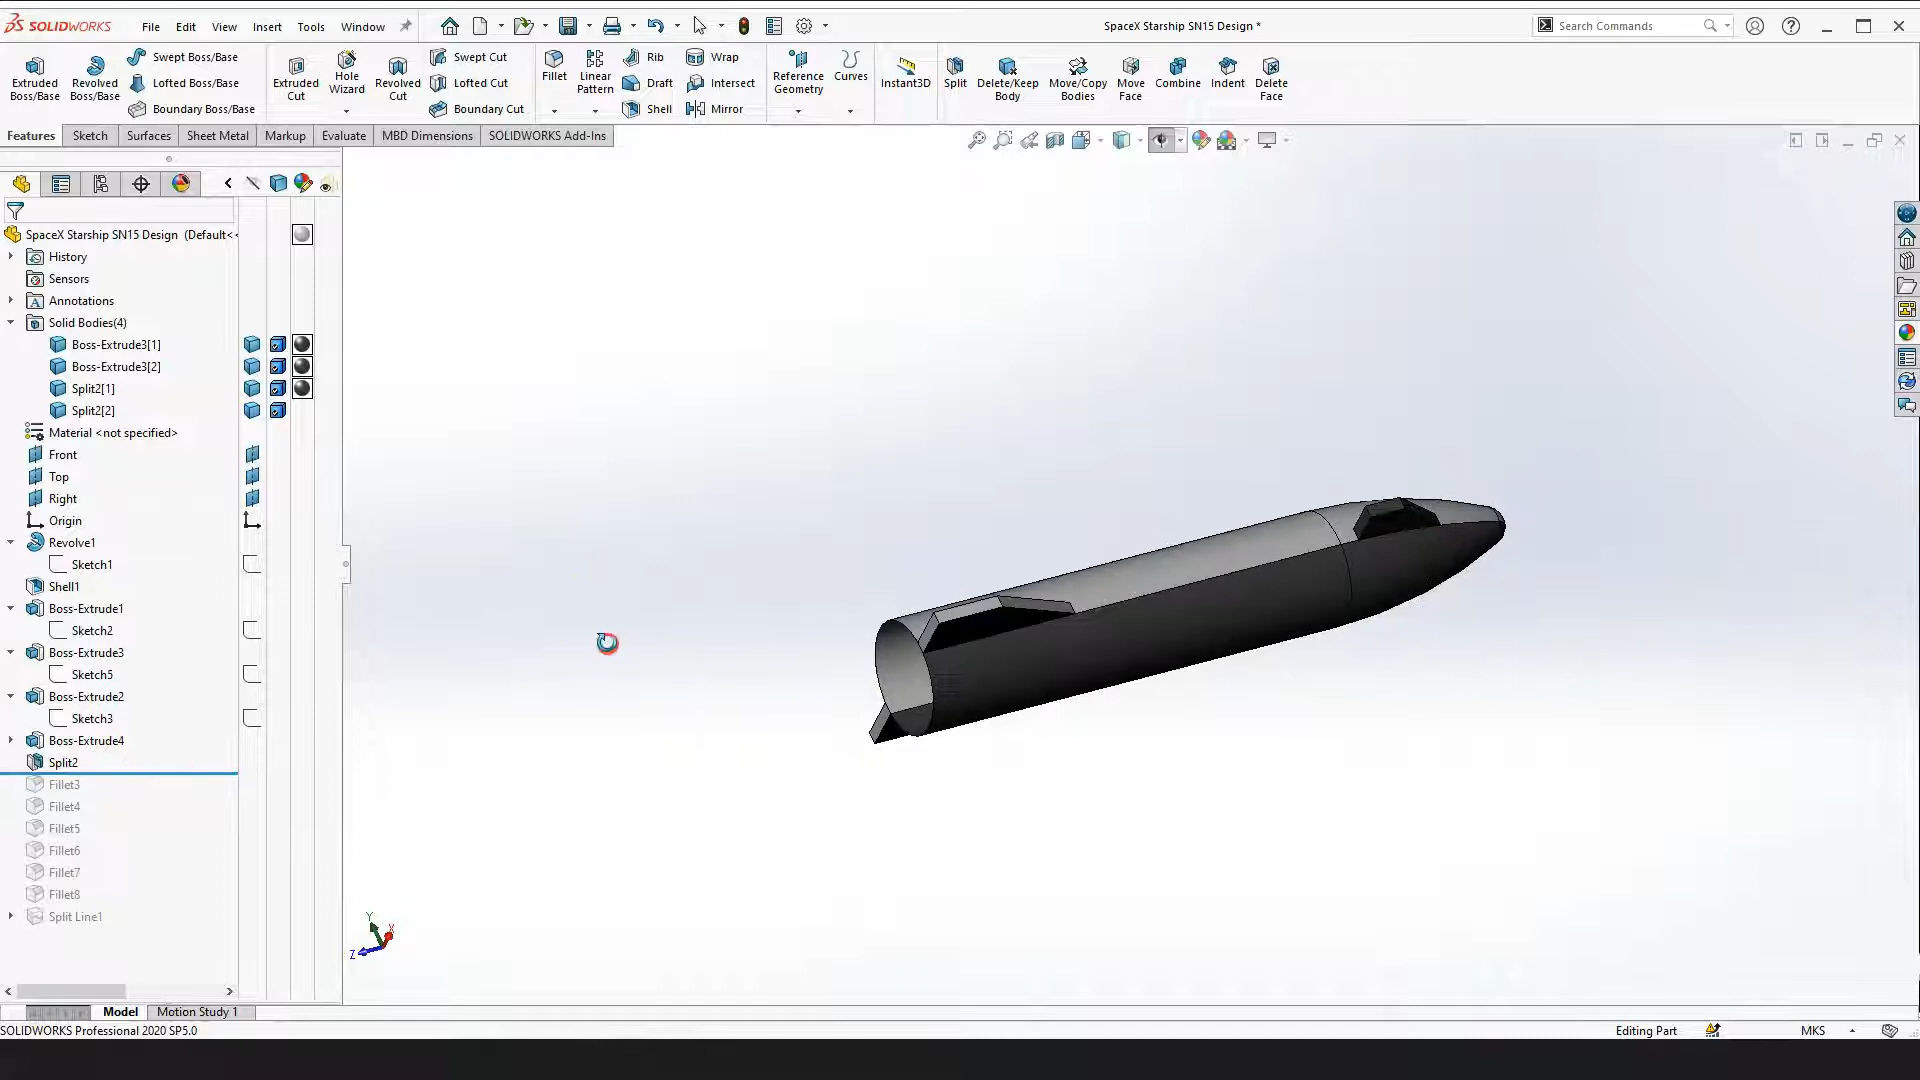 SOLIDWORKS File Edit View Insert Tools Window SpaceX Starship SN15 Design * Search Commands
Extruded Boss/Base Revolved Boss/Base Swept Boss/Base Lofted Boss/Base Boundary Boss/Base Extruded Cut Hole Wizard Revolved Cut Swept Cut Lofted Cut Boundary Cut Fillet Linear Pattern Rib Draft Shell Wrap Intersect Mirror Reference Geometry Curves Instant3D Split Delete/Keep Body Move/Copy Bodies Move Face Combine Indent Delete Face
Features Sketch Surfaces Sheet Metal Markup Evaluate MBD Dimensions SOLIDWORKS Add-Ins
SpaceX Starship SN15 Design (Default<<
History
Sensors
Annotations
Solid Bodies(4)
Boss-Extrude3[1]
Boss-Extrude3[2]
Split2[1]
Split2[2]
Material <not specified>
Front
Top
Right
Origin
Revolve1
Sketch1
Shell1
Boss-Extrude1
Sketch2
Boss-Extrude3
Sketch5
Boss-Extrude2
Sketch3
Boss-Extrude4
Split2
Fillet3
Fillet4
Fillet5
Fillet6
Fillet7
Fillet8
Split Line1
Y
X
Z
Model Motion Study 1
SOLIDWORKS Professional 2020 SP5.0 Editing Part MKS